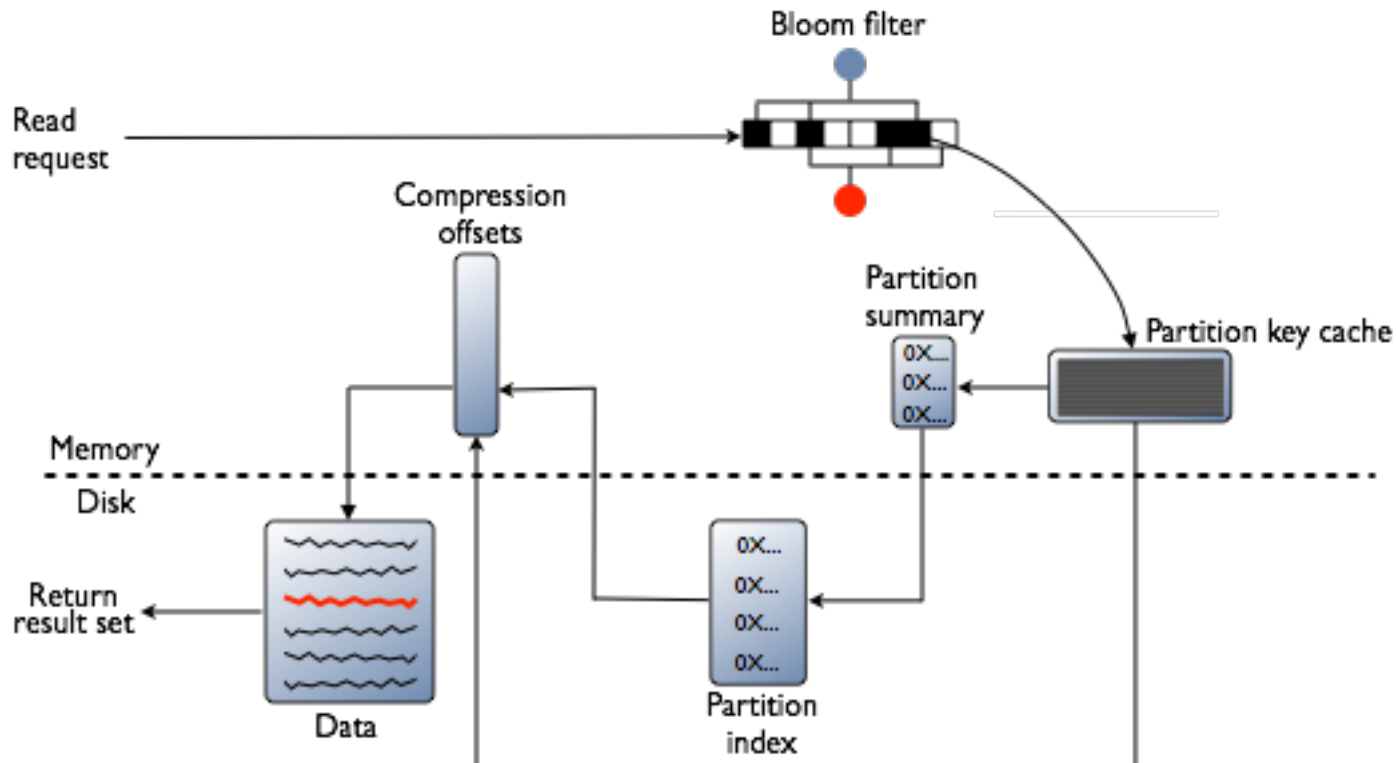 Bloom filter
Read
request
Compression
offsets
Partition
summary
0X...
0X...
0X...
Partition key cache
Memory
Disk
0X...
0X...
0X...
0X...
Return
result set
Data
Partition
index